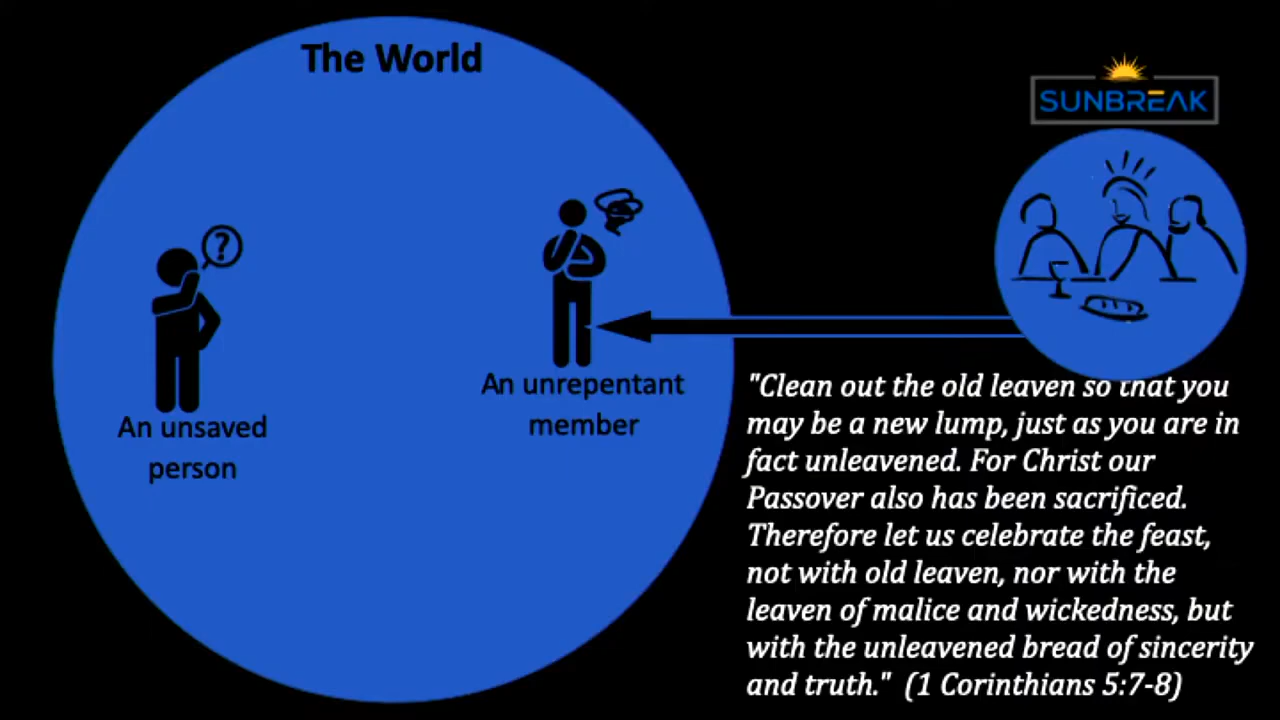 The World
SUNBREAK
?
An unsaved
person
An unrepentant
member
"Clean out the old leaven so that you
may be a new lump, just as you are in
fact unleavened. For Christ our
Passover also has been sacrificed.
Therefore let us celebrate the feast,
not with old leaven, nor with the
leaven of malice and wickedness, but
with the unleavened bread of sincerity
and truth." (1 Corinthians 5:7-8)